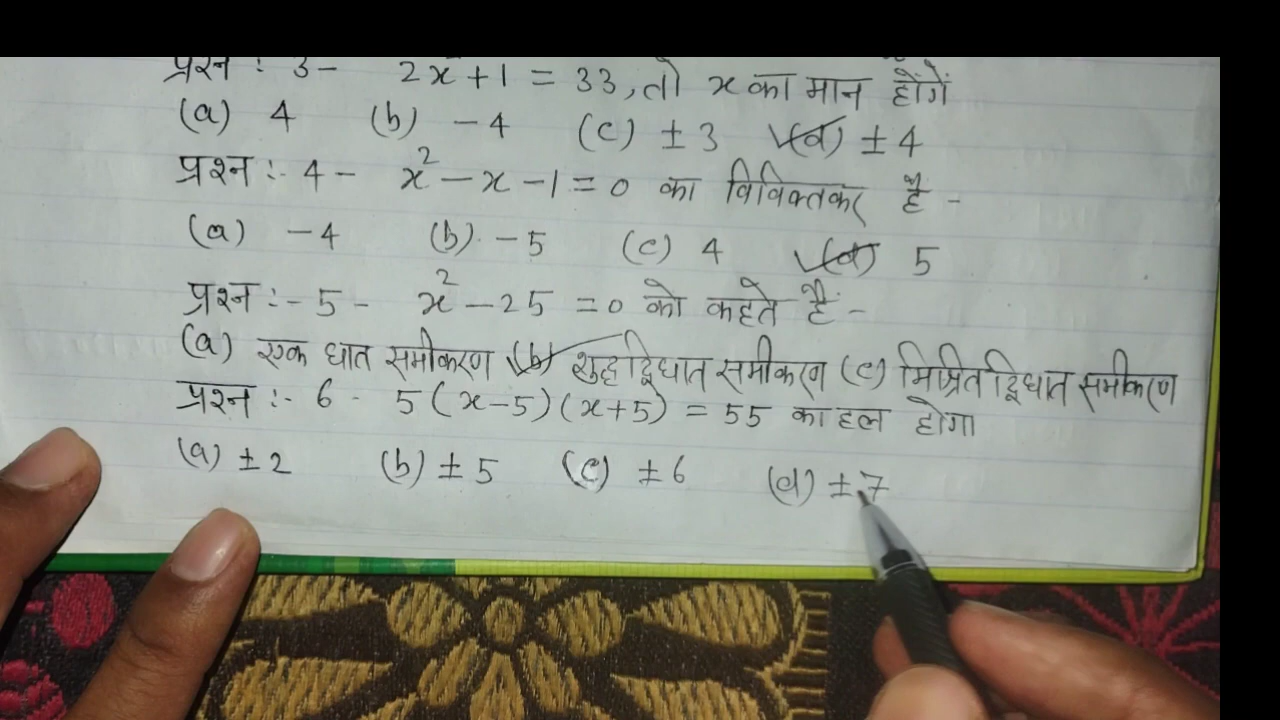 प्रश्न :- 3 - 2x²+1 = 33, तो x का मान होंगें
(a) 4 (b) -4 (c) ±3 (d) ±4
प्रश्न :- 4 - x²-x-1=0 का विविक्तकर है -
(a) -4 (b) -5 (c) 4 (d) 5
प्रश्न :- 5 - x²-25 =0 को कहते हैं -
(a) एक घात समीकरण (b) शुद्ध द्विघात समीकरण (c) मिश्रित द्विघात समीकरण
प्रश्न :- 6 - 5(x-5)(x+5) = 55 का हल होगा
(a) ±2 (b) ±5 (c) ±6 (d) ±7